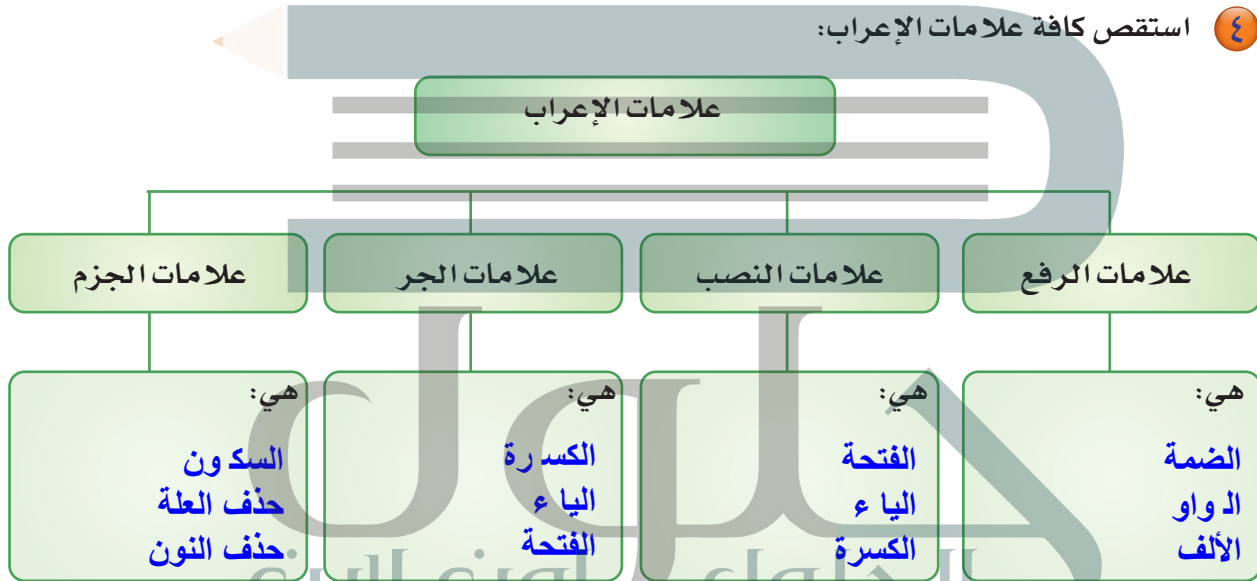 ٤ استقص كافة علامات الإعراب:
علامات الإعراب
علامات الرفع
علامات النصب
علامات الجر
علامات الجزم
هي:
الضمة
الواو
الألف
هي:
الفتحة
الياء
الكسرة
هي:
الكسرة
الياء
الفتحة
هي:
السكون
حذف العلة
حذف النون
حلول